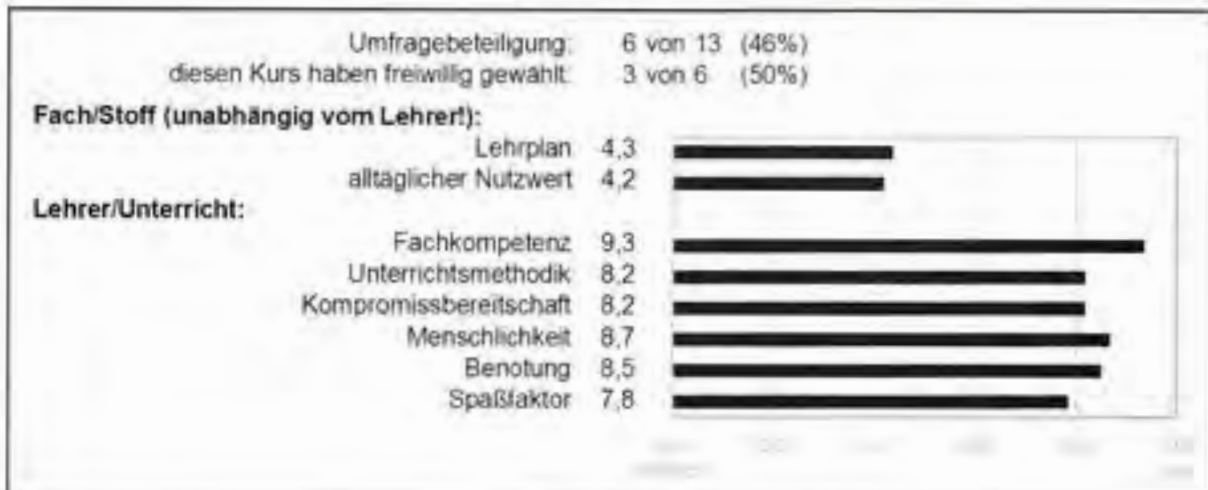 Umfragebeteiligung: 6 von 13 (46%)
diesen Kurs haben freiwillig gewählt: 3 von 6 (50%)
Fach/Stoff (unabhängig vom Lehrer!):
Lehrplan 4,3
alltäglicher Nutzwert 4,2
Lehrer/Unterricht:
Fachkompetenz 9,3
Unterrichtsmethodik 8,2
Kompromissbereitschaft 8,2
Menschlichkeit 8,7
Benotung 8,5
Spaßfaktor 7,8